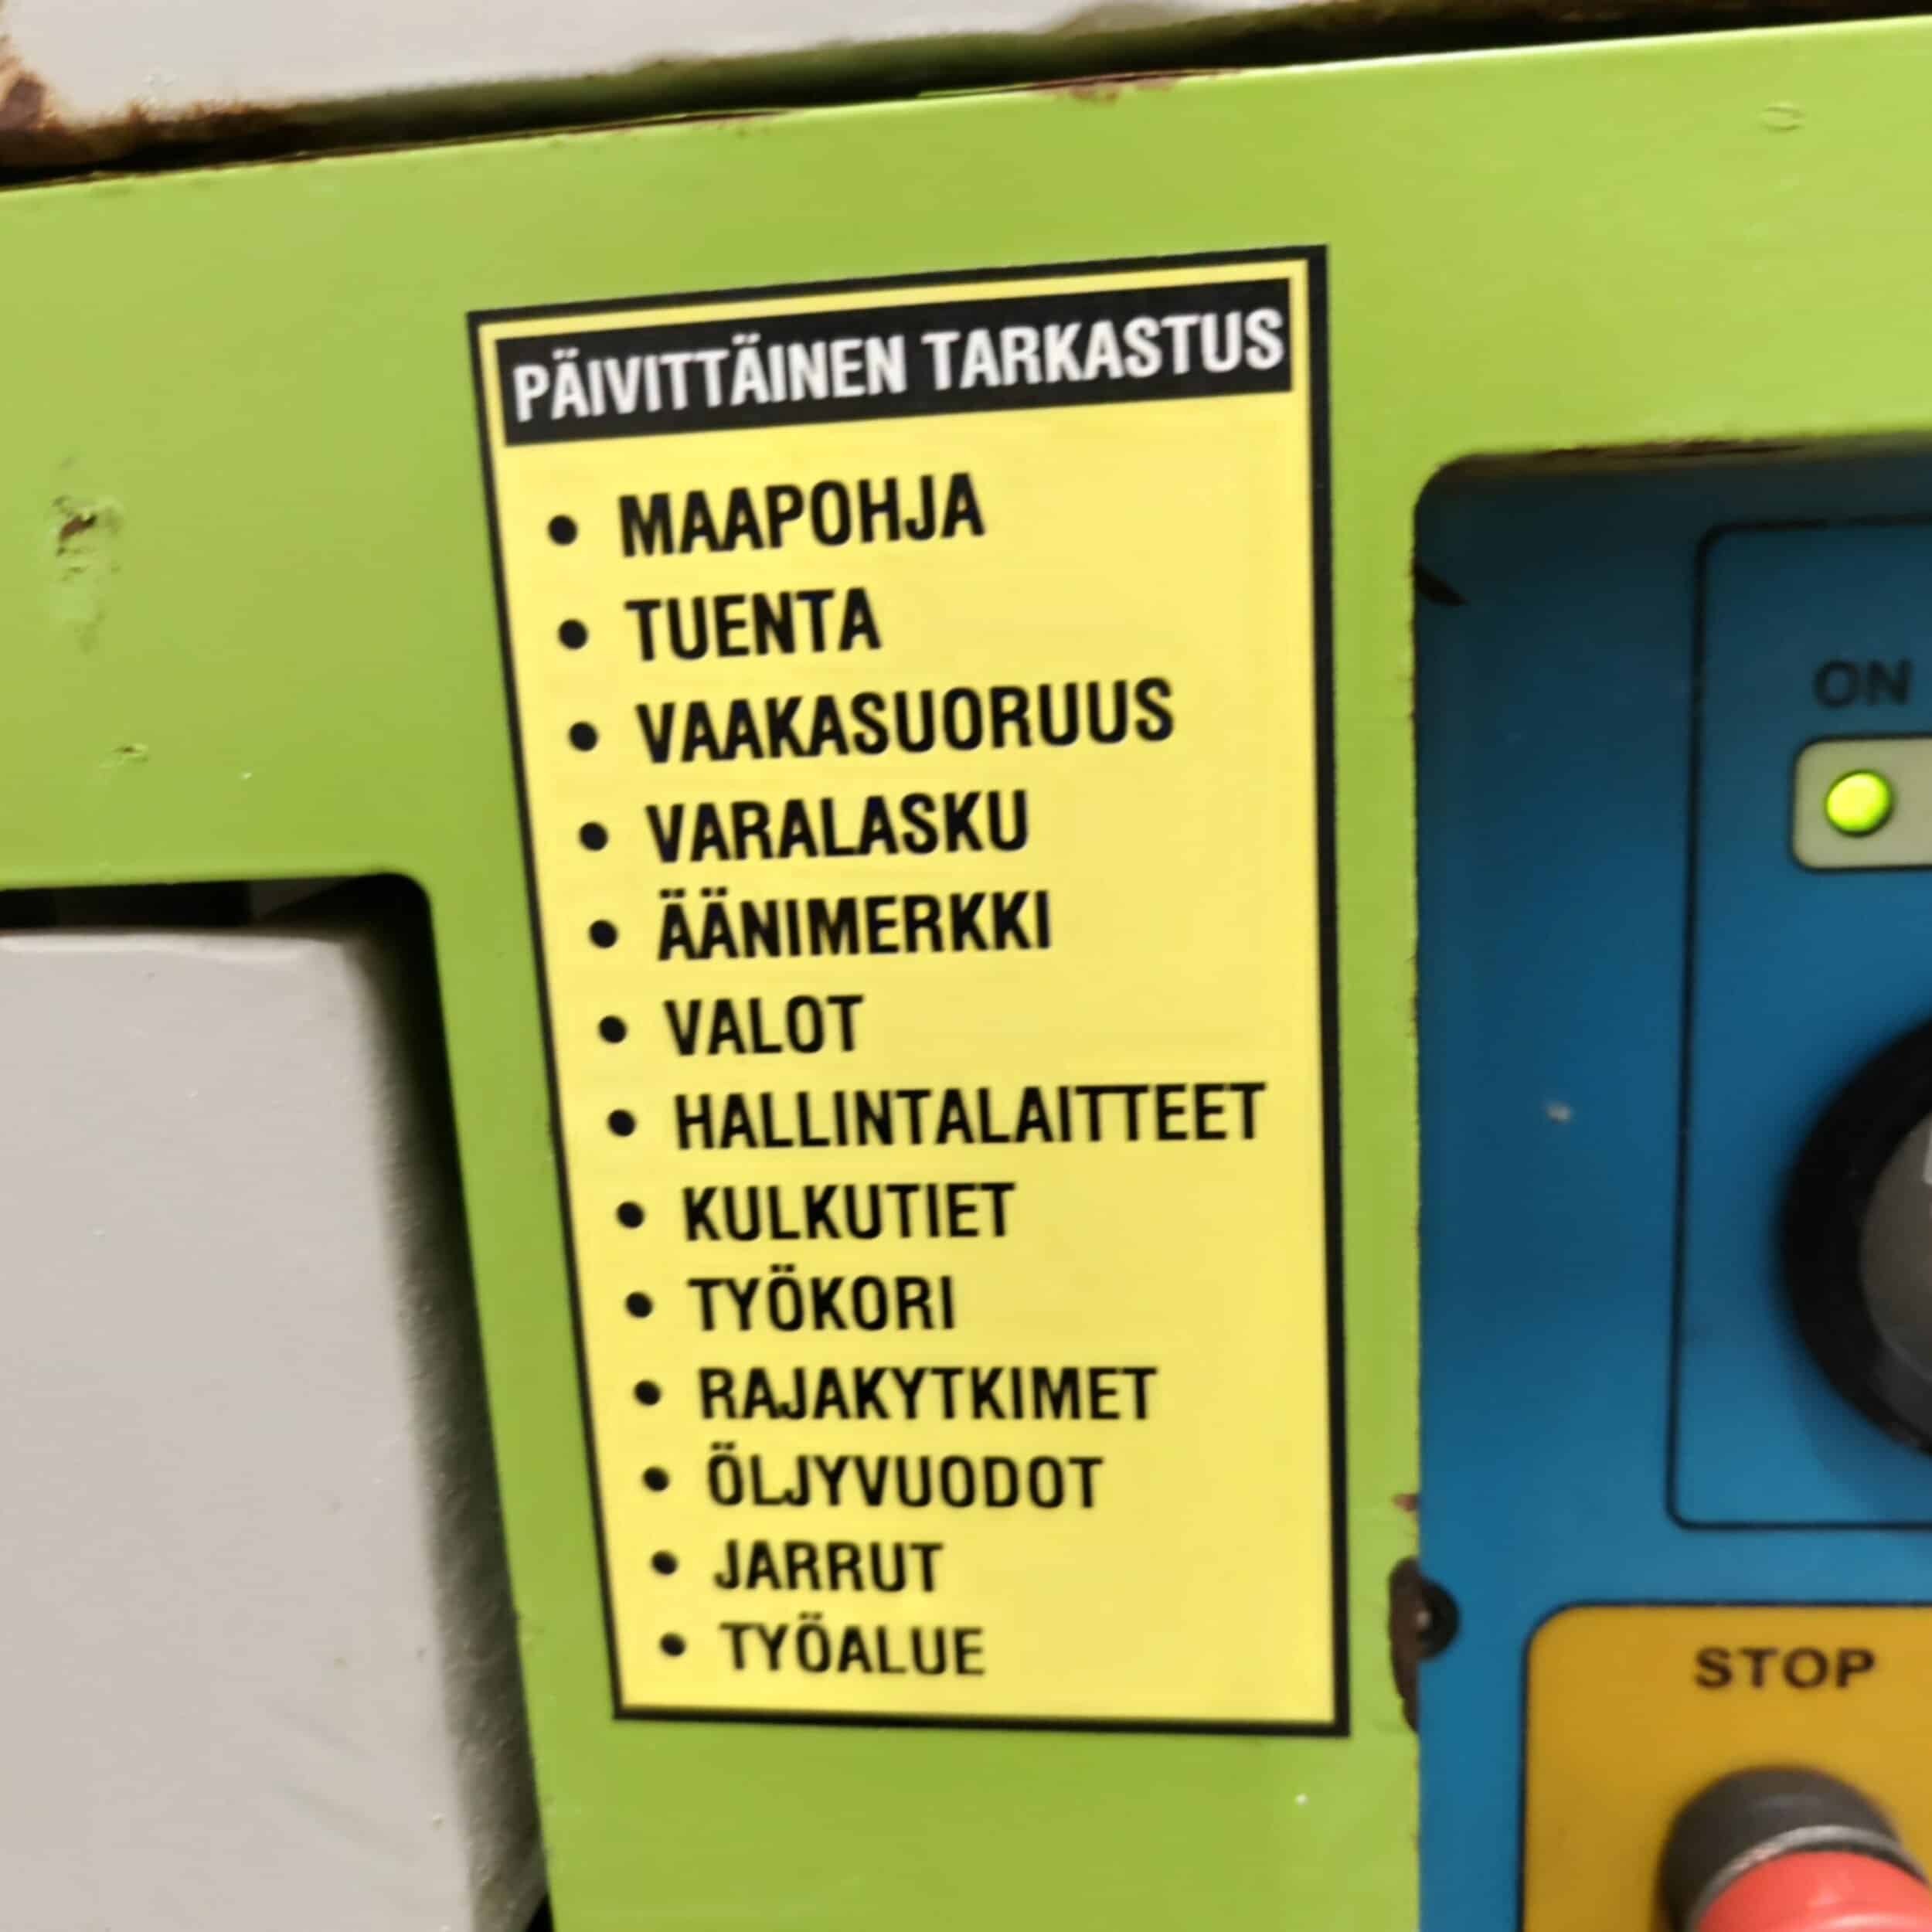 PÄIVITTÄINEN TARKASTUS
• MAAPOHJA
• TUENTA
• VAAKASUORUUS
• VARALASKU
• ÄÄNIMERKKI
• VALOT
• HALLINTALAITTEET
• KULKUTIET
• TYÖKORI
• RAJAKYTKIMET
• ÖLJYVUODOT
• JARRUT
• TYÖALUE
ON
STOP